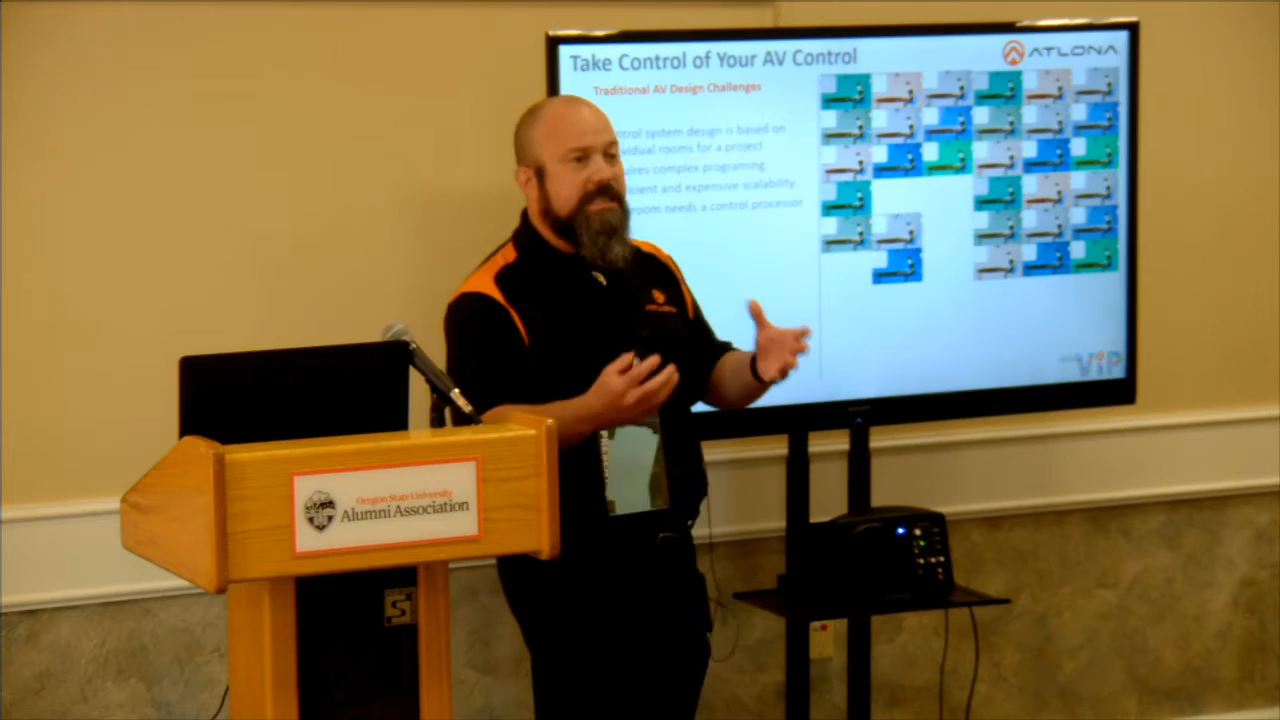 Take Control of Your AV Control
ATLONA
Traditional AV Design Challenges
ntrol system design is based on
vidual rooms for a project
uires complex programing
cient and expensive scalability
room needs a control processor
ViP
Oregon State University
Alumni Association